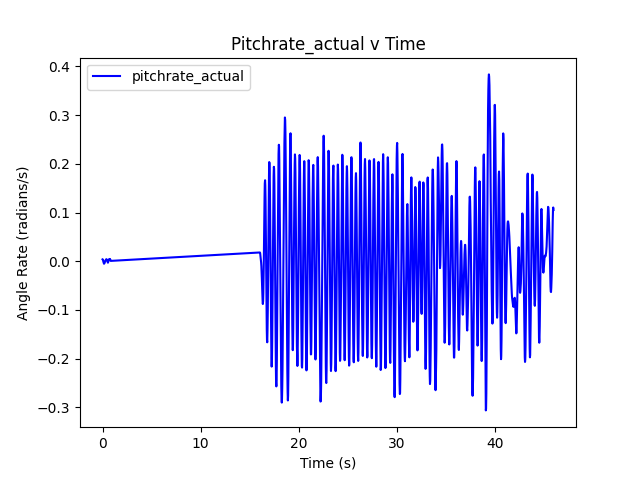 Pitchrate_actual v Time
pitchrate_actual
Angle Rate (radians/s)
0.4
0.3
0.2
0.1
0.0
−0.1
−0.2
−0.3
0 10 20 30 40
Time (s)